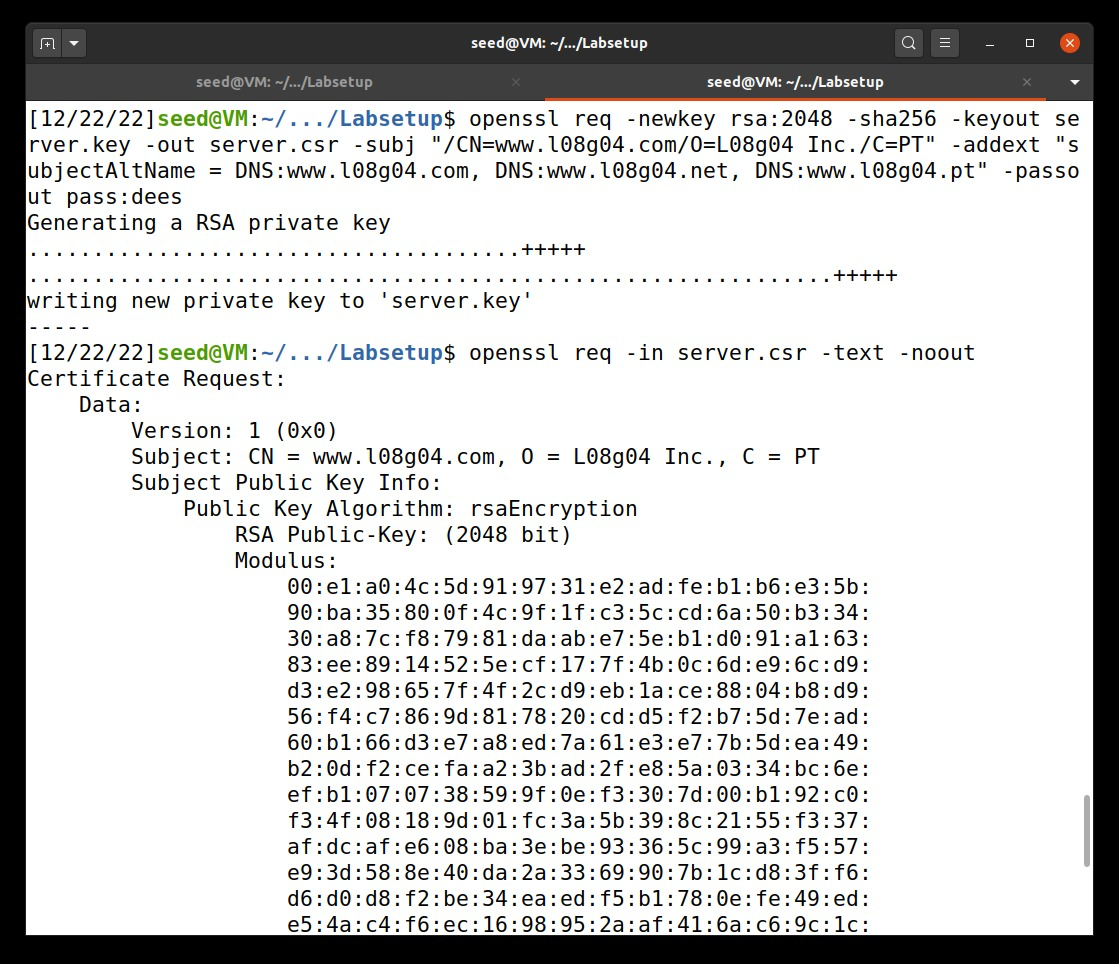 seed@VM: ~/.../Labsetup
seed@VM: ~/.../Labsetup seed@VM: ~/.../Labsetup
[12/22/22]seed@VM:~/.../Labsetup$ openssl req -newkey rsa:2048 -sha256 -keyout se
rver.key -out server.csr -subj "/CN=www.l08g04.com/O=L08g04 Inc./C=PT" -addext "s
ubjectAltName = DNS:www.l08g04.com, DNS:www.l08g04.net, DNS:www.l08g04.pt" -passo
ut pass:dees
Generating a RSA private key
......................................+++++
..............................................................+++++
writing new private key to 'server.key'
-----
[12/22/22]seed@VM:~/.../Labsetup$ openssl req -in server.csr -text -noout
Certificate Request:
    Data:
        Version: 1 (0x0)
        Subject: CN = www.l08g04.com, O = L08g04 Inc., C = PT
        Subject Public Key Info:
            Public Key Algorithm: rsaEncryption
                RSA Public-Key: (2048 bit)
                Modulus:
                    00:e1:a0:4c:5d:91:97:31:e2:ad:fe:b1:b6:e3:5b:
                    90:ba:35:80:0f:4c:9f:1f:c3:5c:cd:6a:50:b3:34:
                    30:a8:7c:f8:79:81:da:ab:e7:5e:b1:d0:91:a1:63:
                    83:ee:89:14:52:5e:cf:17:7f:4b:0c:6d:e9:6c:d9:
                    d3:e2:98:65:7f:4f:2c:d9:eb:1a:ce:88:04:b8:d9:
                    56:f4:c7:86:9d:81:78:20:cd:d5:f2:b7:5d:7e:ad:
                    60:b1:66:d3:e7:a8:ed:7a:61:e3:e7:7b:5d:ea:49:
                    b2:0d:f2:ce:fa:a2:3b:ad:2f:e8:5a:03:34:bc:6e:
                    ef:b1:07:07:38:59:9f:0e:f3:30:7d:00:b1:92:c0:
                    f3:4f:08:18:9d:01:fc:3a:5b:39:8c:21:55:f3:37:
                    af:dc:af:e6:08:ba:3e:be:93:36:5c:99:a3:f5:57:
                    e9:3d:58:8e:40:da:2a:33:69:90:7b:1c:d8:3f:f6:
                    d6:d0:d8:f2:be:34:ea:ed:f5:b1:78:0e:fe:49:ed:
                    e5:4a:c4:f6:ec:16:98:95:2a:af:41:6a:c6:9c:1c: